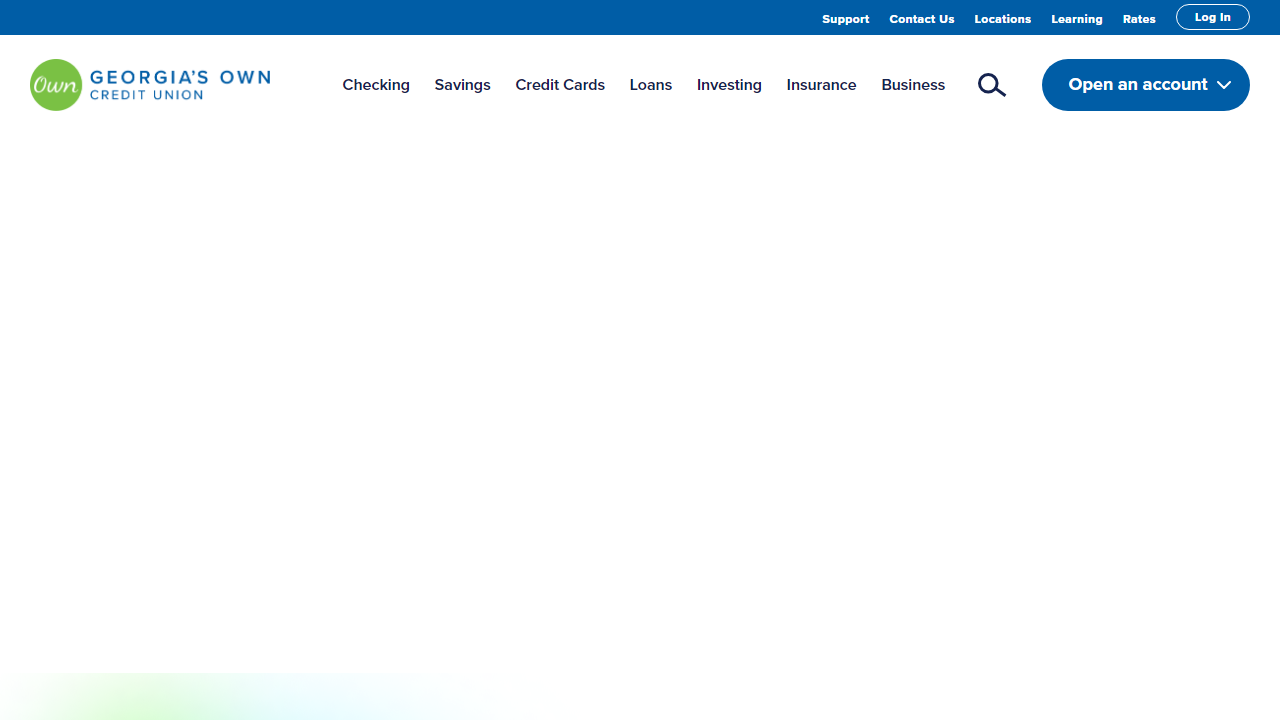 Support Contact Us Locations Learning Rates Log In
Own GEORGIA'S OWN
CREDIT UNION
Checking Savings Credit Cards Loans Investing Insurance Business Open an account